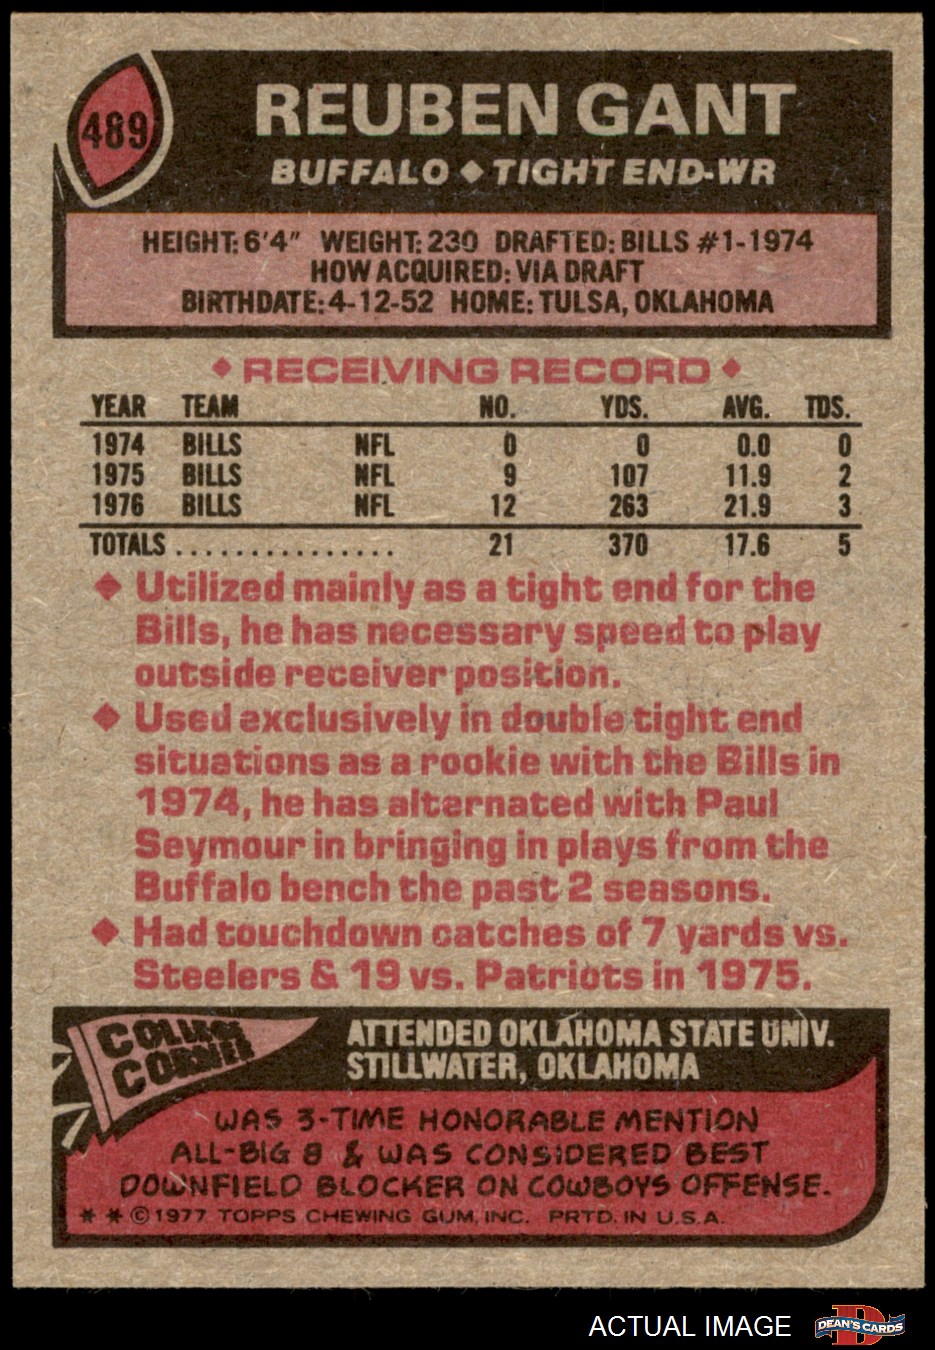 489
REUBEN GANT
BUFFALO ◆ TIGHT END-WR
HEIGHT: 6'4" WEIGHT: 230 DRAFTED: BILLS #1-1974
HOW ACQUIRED: VIA DRAFT
BIRTHDATE: 4-12-52 HOME: TULSA, OKLAHOMA
◆ RECEIVING RECORD ◆
YEAR TEAM NO. YDS. AVG. TDS.
1974 BILLS NFL 0 0 0.0 0
1975 BILLS NFL 9 107 11.9 2
1976 BILLS NFL 12 263 21.9 3
TOTALS ................ 21 370 17.6 5
◆ Utilized mainly as a tight end for the
Bills, he has necessary speed to play
outside receiver position.
◆ Used exclusively in double tight end
situations as a rookie with the Bills in
1974, he has alternated with Paul
Seymour in bringing in plays from the
Buffalo bench the past 2 seasons.
◆ Had touchdown catches of 7 yards vs.
Steelers & 19 vs. Patriots in 1975.
COLLEGE
CORNER
ATTENDED OKLAHOMA STATE UNIV.
STILLWATER, OKLAHOMA
WAS 3-TIME HONORABLE MENTION
ALL-BIG 8 & WAS CONSIDERED BEST
DOWNFIELD BLOCKER ON COWBOYS OFFENSE.
* * © 1977 TOPPS CHEWING GUM, INC. PRTD. IN U.S.A.
ACTUAL IMAGE
D
DEAN'S CARDS